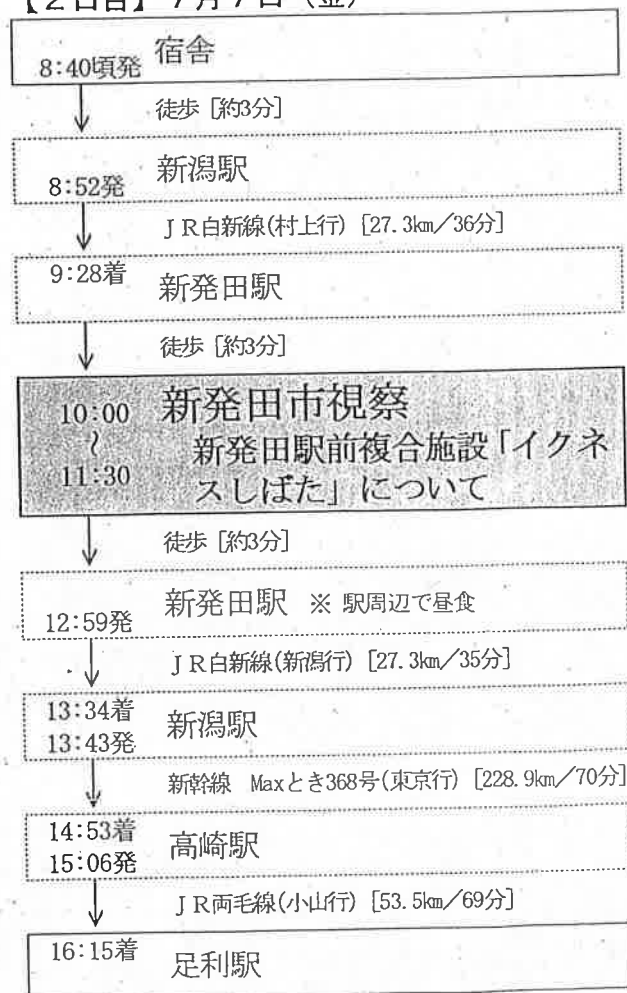 【2日目】7月7日（金）
8:40頃発 宿舎
徒歩［約3分］
8:52発 新潟駅
ＪＲ白新線(村上行)［27.3㎞／36分］
9:28着 新発田駅
徒歩［約3分］
10:00 新発田市視察
～ 新発田駅前複合施設「イクネ
11:30 スしばた」について
徒歩［約3分］
12:59発 新発田駅 ※ 駅周辺で昼食
ＪＲ白新線(新潟行)［27.3㎞／35分］
13:34着
13:43発 新潟駅
新幹線 Maxとき368号(東京行)［228.9㎞／70分］
14:53着
15:06発 高崎駅
ＪＲ両毛線(小山行)［53.5㎞／69分］
16:15着 足利駅